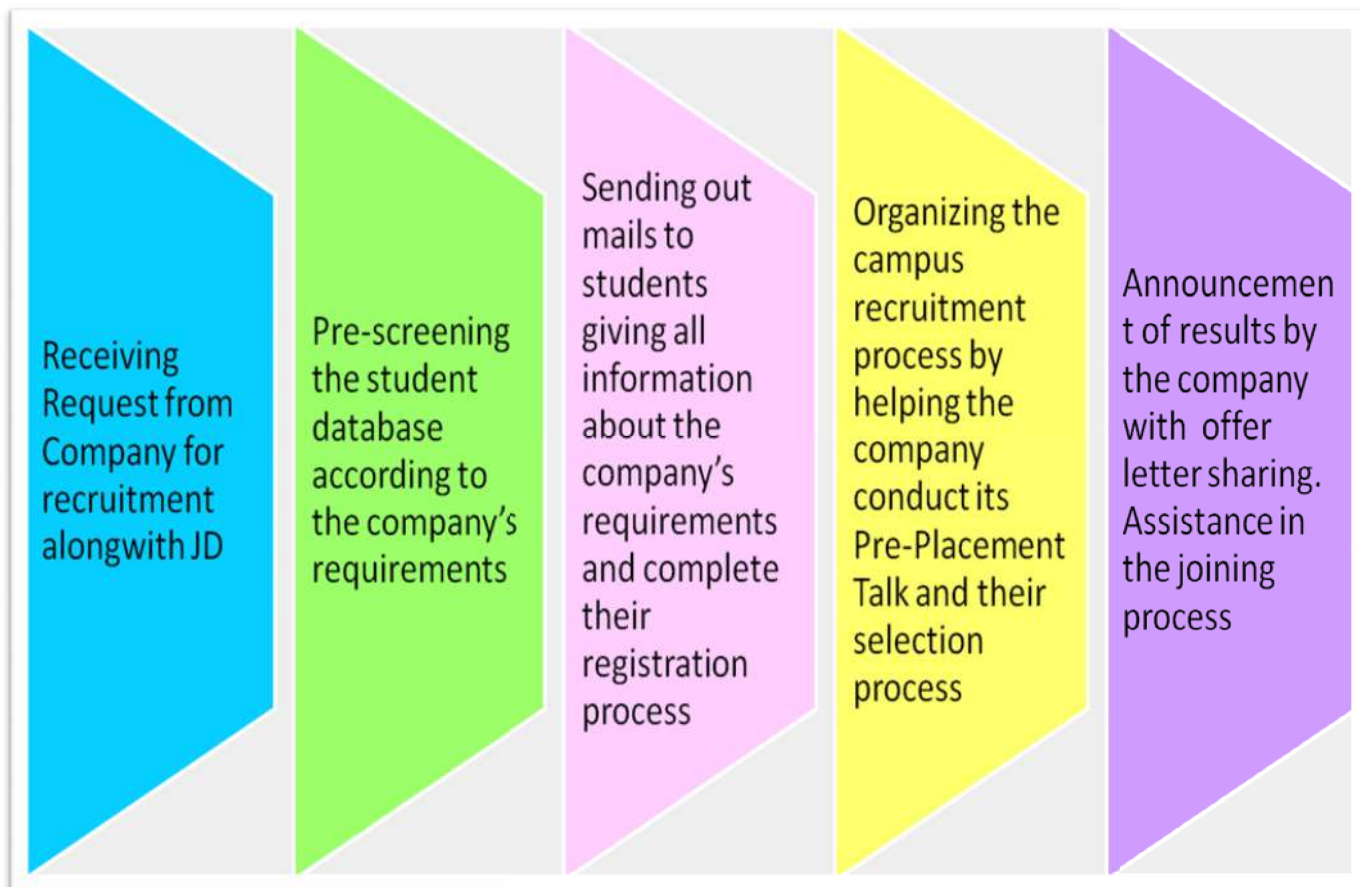 Receiving
Request from
Company for
recruitment
alongwith JD
Pre-screening
the student
database
according to
the company's
requirements
Sending out
mails to
students
giving all
information
about the
company's
requirements
and complete
their
registration
process
Organizing the
campus
recruitment
process by
helping the
company
conduct its
Pre-Placement
Talk and their
selection
process
Announcemen
t of results by
the company
with offer
letter sharing.
Assistance in
the joining
process